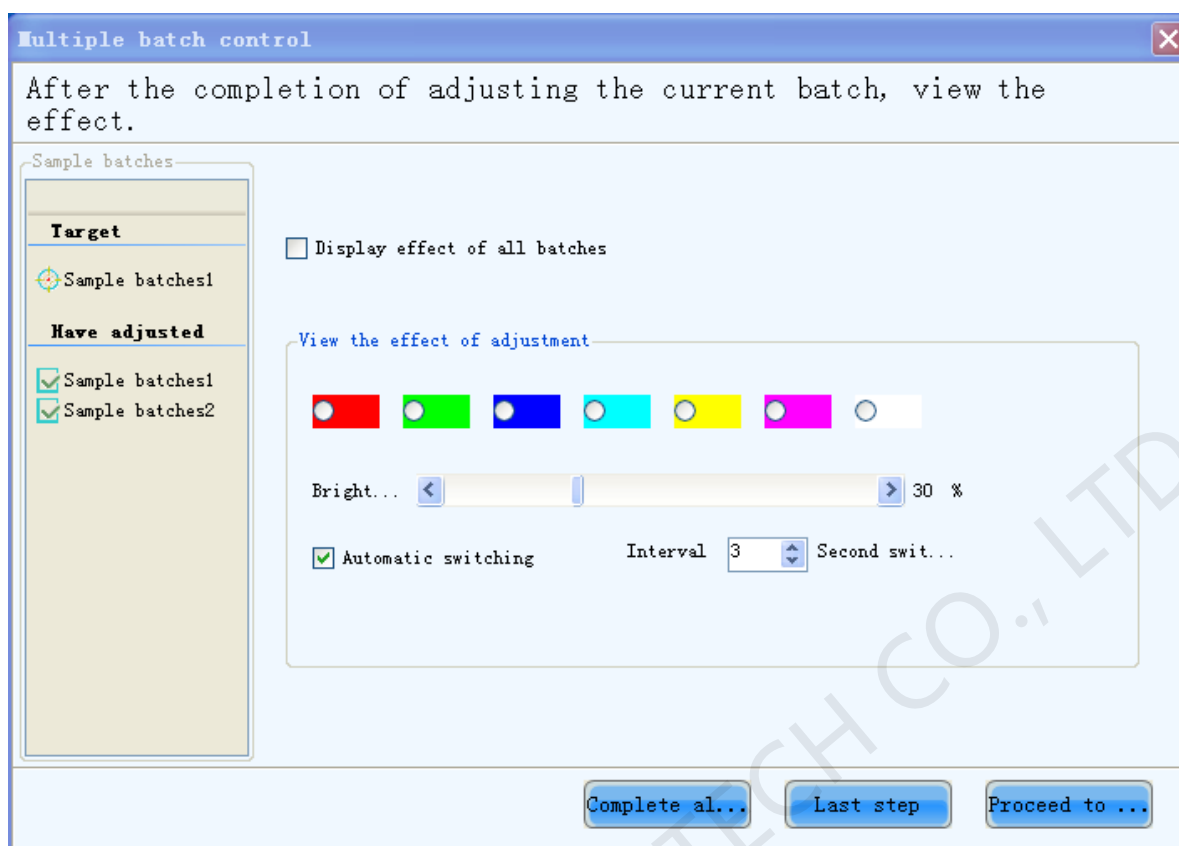 Multiple batch control
After the completion of adjusting the current batch, view the
effect.
Sample batches
Target
Sample batches1
Have adjusted
Sample batches1
Sample batches2
Display effect of all batches
View the effect of adjustment
Bright... 30 %
Automatic switching Interval 3 Second swit...
Complete al... Last step Proceed to ...
TECH CO., LTD